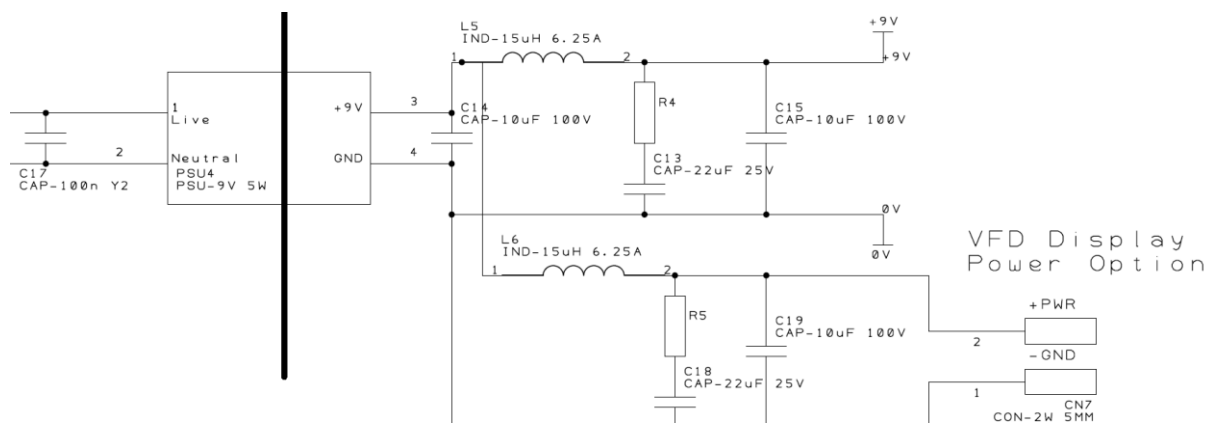 L5
IND-15uH 6.25A
1
2
+9V
+9V
1
Live
+9V
3
C14
CAP-10uF 100V
R4
C15
CAP-10uF 100V
2
Neutral
GND
4
PSU4
PSU-9V 5W
C17
CAP-100n Y2
C13
CAP-22uF 25V
0V
0V
L6
IND-15uH 6.25A
1
2
VFD Display
Power Option
R5
C19
CAP-10uF 100V
+PWR
2
-GND
C18
CAP-22uF 25V
1
CN7
CON-2W 5MM